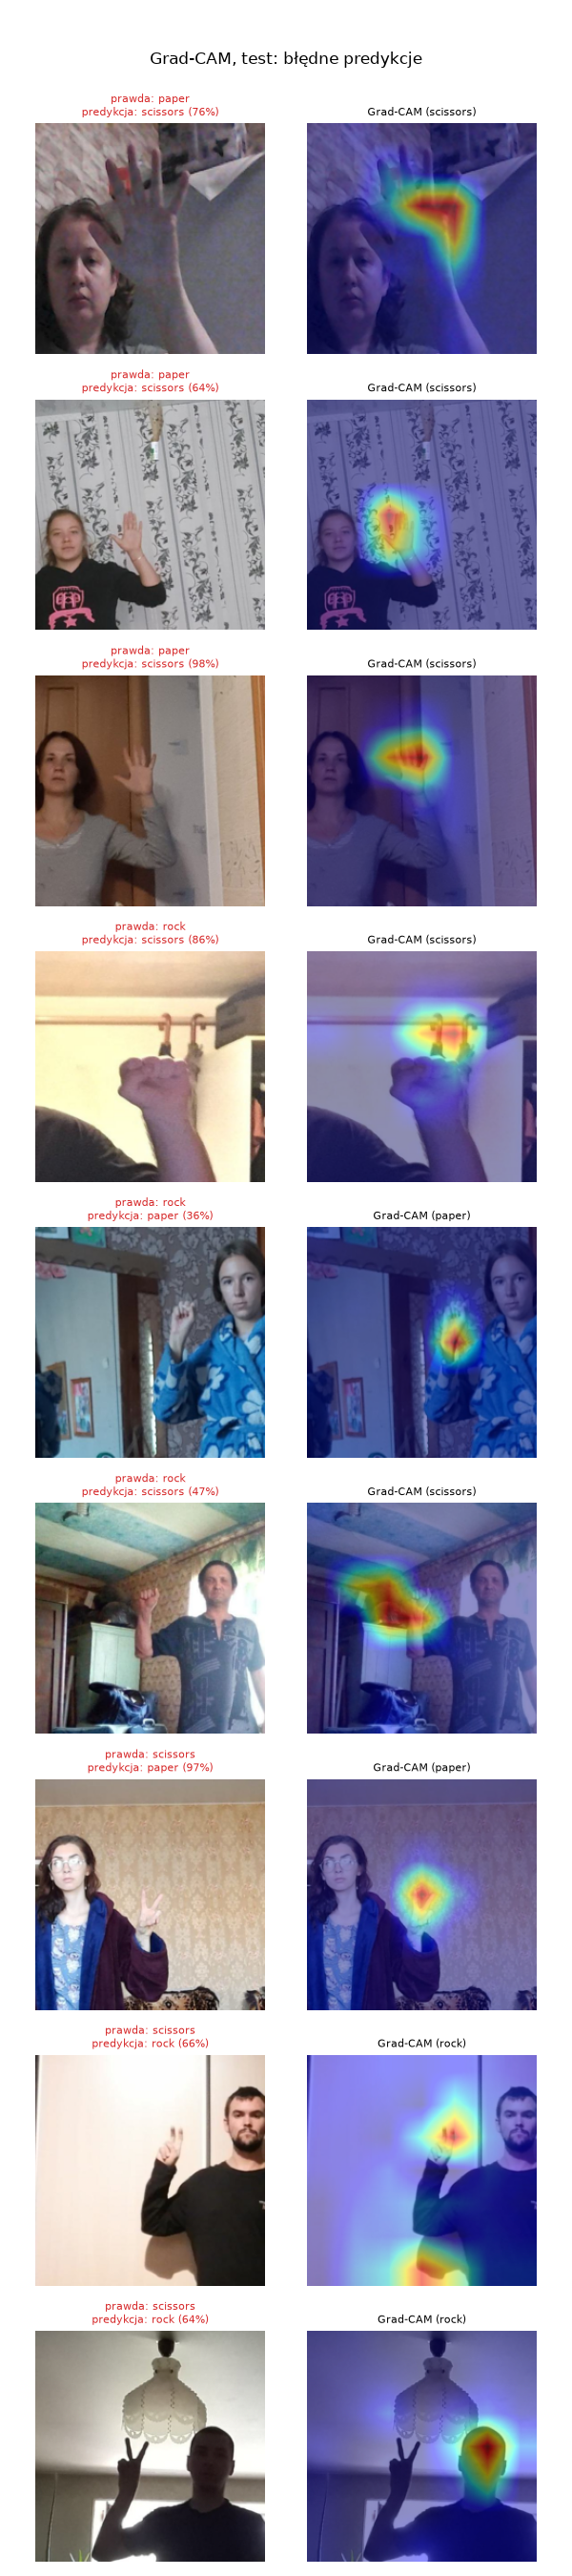 Grad-CAM, test: błędne predykcje
prawda: paper
predykcja: scissors (76%)
Grad-CAM (scissors)
prawda: paper
predykcja: scissors (64%)
Grad-CAM (scissors)
prawda: paper
predykcja: scissors (98%)
Grad-CAM (scissors)
prawda: rock
predykcja: scissors (86%)
Grad-CAM (scissors)
prawda: rock
predykcja: paper (36%)
Grad-CAM (paper)
prawda: rock
predykcja: scissors (47%)
Grad-CAM (scissors)
prawda: scissors
predykcja: paper (97%)
Grad-CAM (paper)
prawda: scissors
predykcja: rock (66%)
Grad-CAM (rock)
prawda: scissors
predykcja: rock (64%)
Grad-CAM (rock)